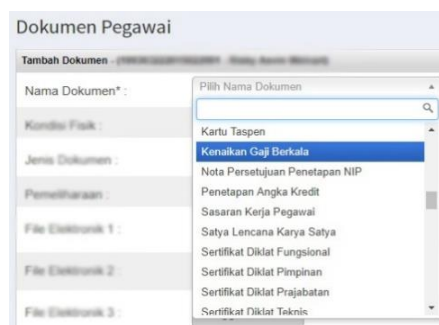 Dokumen Pegawai
Tambah Dokumen -
Nama Dokumen* :
Pilih Nama Dokumen
Kartu Taspen
Kenaikan Gaji Berkala
Nota Persetujuan Penetapan NIP
Penetapan Angka Kredit
Sasaran Kerja Pegawai
Satya Lencana Karya Satya
Sertifikat Diklat Fungsional
Sertifikat Diklat Pimpinan
Sertifikat Diklat Prajabatan
Sertifikat Diklat Teknis
Kondisi Fisik :
Jenis Dokumen :
Pemeliharaan :
File Elektronik 1 :
File Elektronik 2 :
File Elektronik 3 :